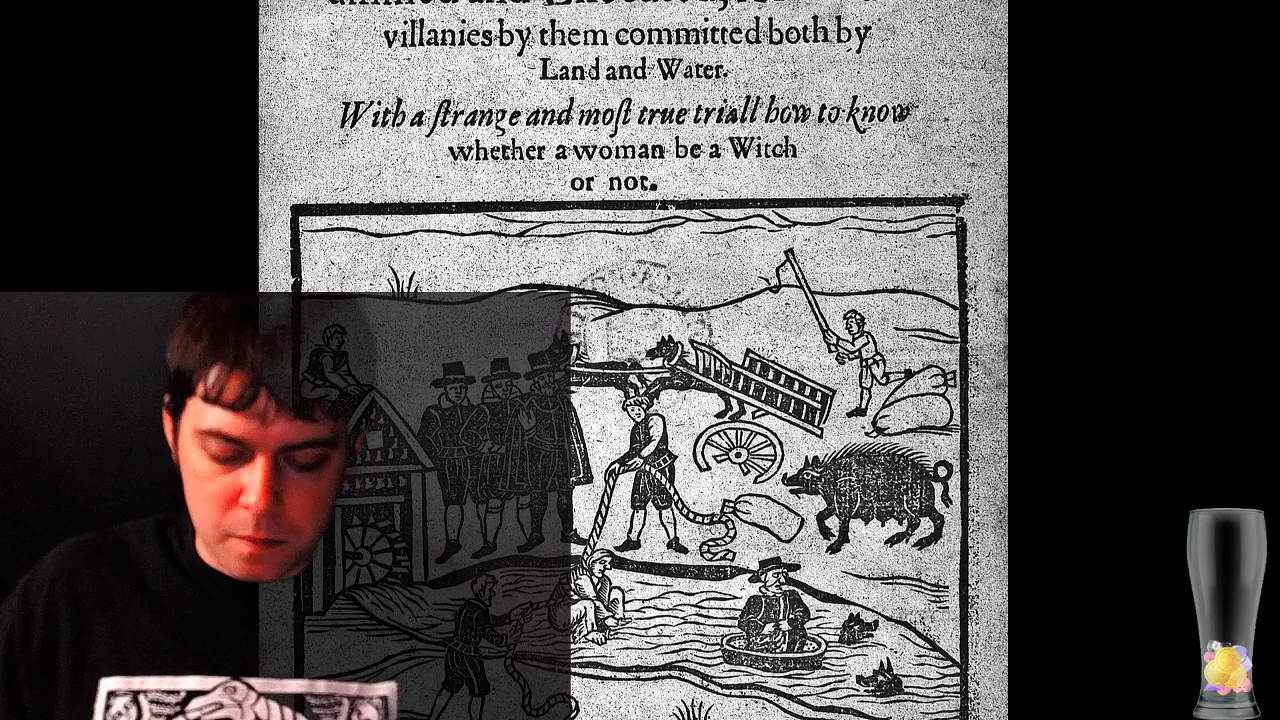 villanies by them committed both by
Land and Water.
With a ſtrange and moſt true triall how to know
whether a woman be a Witch
or not.